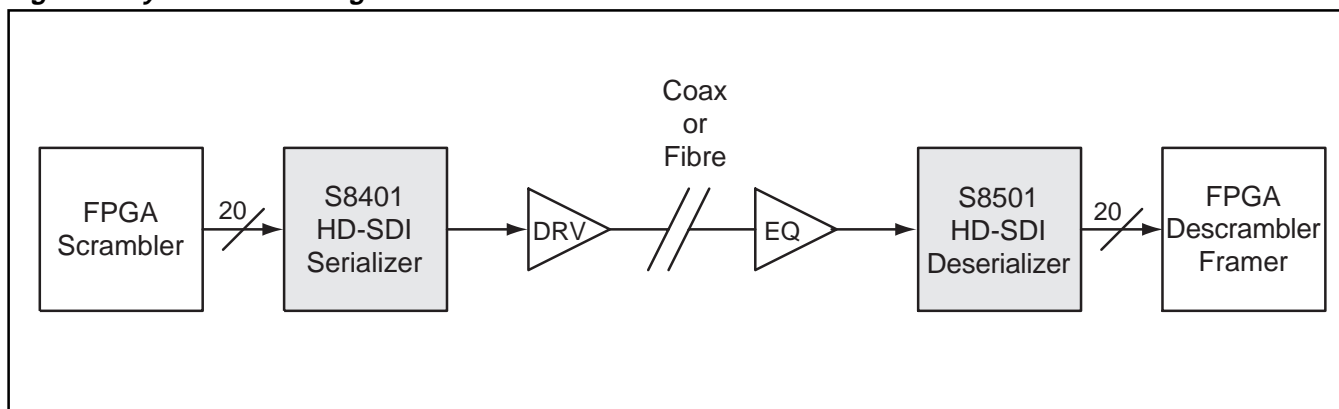 Coax
or
Fibre
FPGA
Scrambler
20
S8401
HD-SDI
Serializer
DRV
EQ
S8501
HD-SDI
Deserializer
20
FPGA
Descrambler
Framer